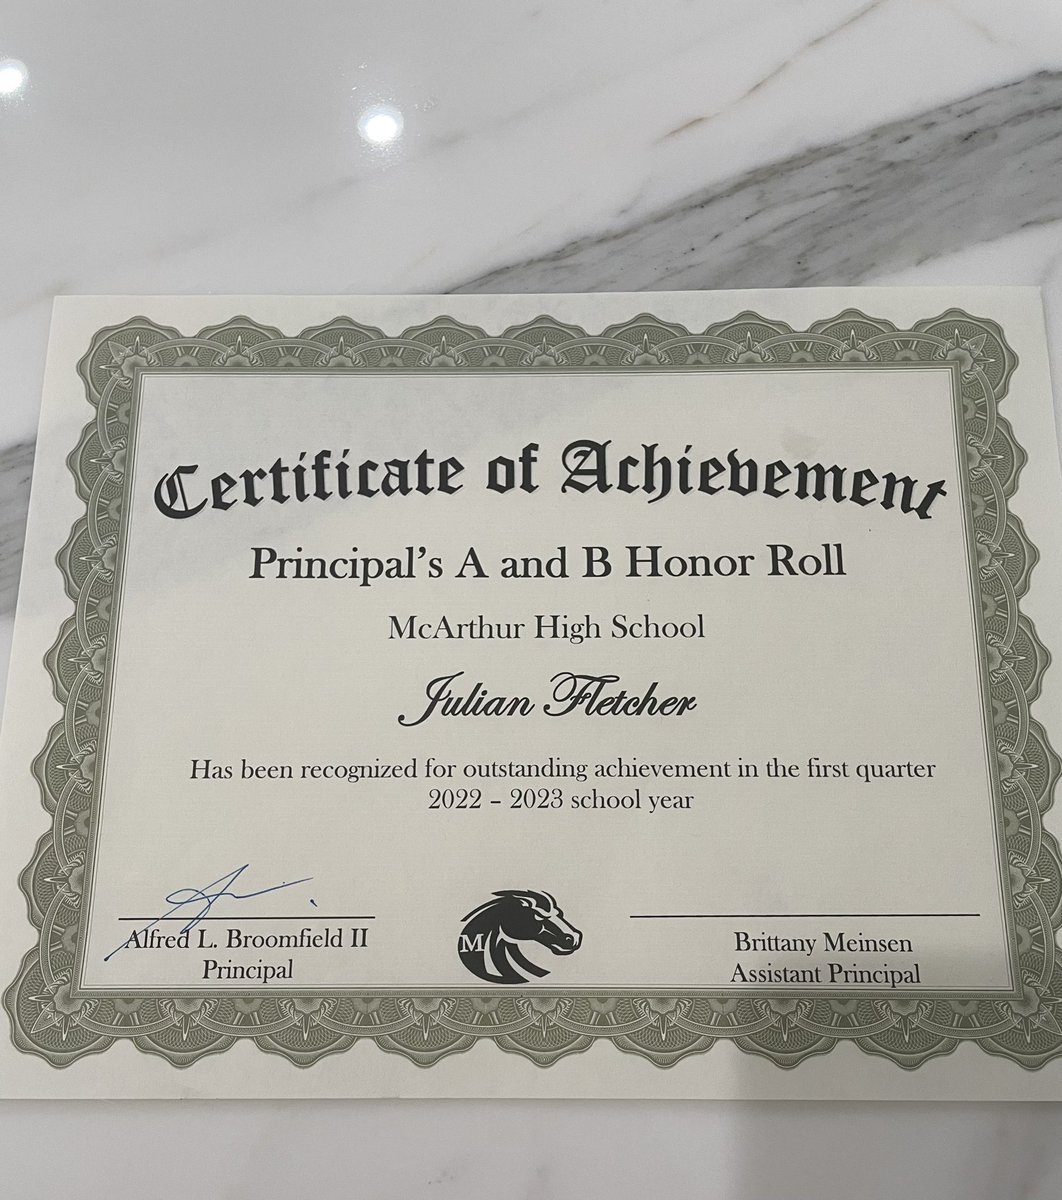 Certificate of Achievement
Principal's A and B Honor Roll
McArthur High School
Julian Fletcher
Has been recognized for outstanding achievement in the first quarter
2022 – 2023 school year
Alfred L. Broomfield II
Principal
M
Brittany Meinsen
Assistant Principal